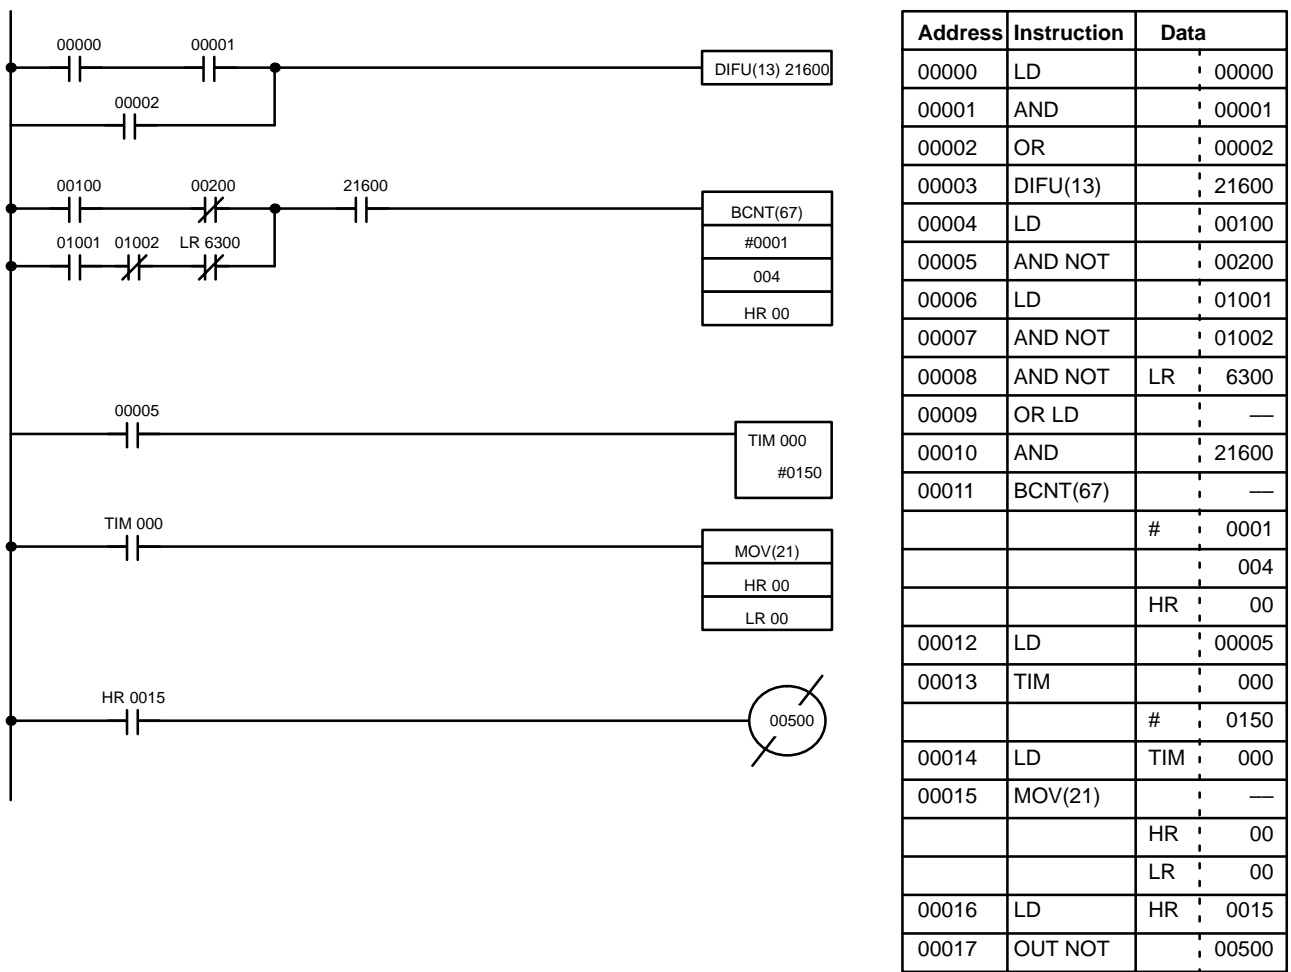 00000 00001
DIFU(13) 21600
00002
00100 00200 21600
BCNT(67)
01001 01002 LR 6300
#0001
004
HR 00
00005
TIM 000
#0150
TIM 000
MOV(21)
HR 00
LR 00
HR 0015
00500
Address Instruction Data
00000 LD 00000
00001 AND 00001
00002 OR 00002
00003 DIFU(13) 21600
00004 LD 00100
00005 AND NOT 00200
00006 LD 01001
00007 AND NOT 01002
00008 AND NOT LR 6300
00009 OR LD —
00010 AND 21600
00011 BCNT(67) —
# 0001
004
HR 00
00012 LD 00005
00013 TIM 000
# 0150
00014 LD TIM 000
00015 MOV(21) —
HR 00
LR 00
00016 LD HR 0015
00017 OUT NOT 00500